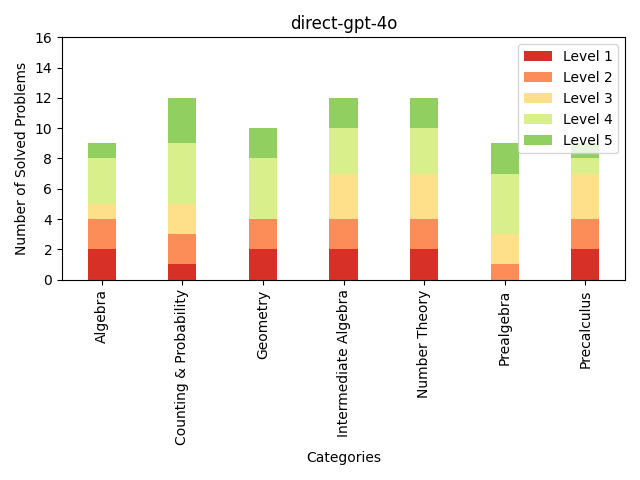 direct-gpt-4o
16
14
12
10
8
6
4
2
0
Number of Solved Problems
Level 1
Level 2
Level 3
Level 4
Level 5
Algebra
Counting & Probability
Geometry
Intermediate Algebra
Number Theory
Prealgebra
Precalculus
Categories